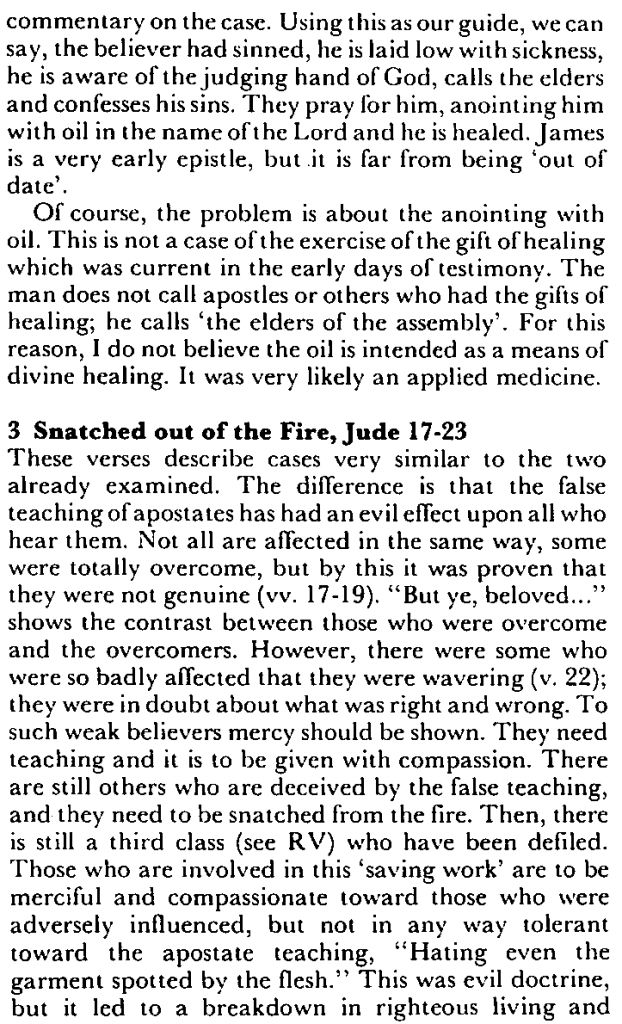 commentary on the case. Using this as our guide, we can
say, the believer had sinned, he is laid low with sickness,
he is aware of the judging hand of God, calls the elders
and confesses his sins. They pray for him, anointing him
with oil in the name of the Lord and he is healed. James
is a very early epistle, but it is far from being ‘out of
date’.
Of course, the problem is about the anointing with
oil. This is not a case of the exercise of the gift of healing
which was current in the early days of testimony. The
man does not call apostles or others who had the gifts of
healing; he calls ‘the elders of the assembly’. For this
reason, I do not believe the oil is intended as a means of
divine healing. It was very likely an applied medicine.
3 Snatched out of the Fire, Jude 17-23
These verses describe cases very similar to the two
already examined. The difference is that the false
teaching of apostates has had an evil effect upon all who
hear them. Not all are affected in the same way, some
were totally overcome, but by this it was proven that
they were not genuine (vv. 17-19). “But ye, beloved...”
shows the contrast between those who were overcome
and the overcomers. However, there were some who
were so badly affected that they were wavering (v. 22);
they were in doubt about what was right and wrong. To
such weak believers mercy should be shown. They need
teaching and it is to be given with compassion. There
are still others who are deceived by the false teaching,
and they need to be snatched from the fire. Then, there
is still a third class (see RV) who have been defiled.
Those who are involved in this ‘saving work’ are to be
merciful and compassionate toward those who were
adversely influenced, but not in any way tolerant
toward the apostate teaching, “Hating even the
garment spotted by the flesh.” This was evil doctrine,
but it led to a breakdown in righteous living and